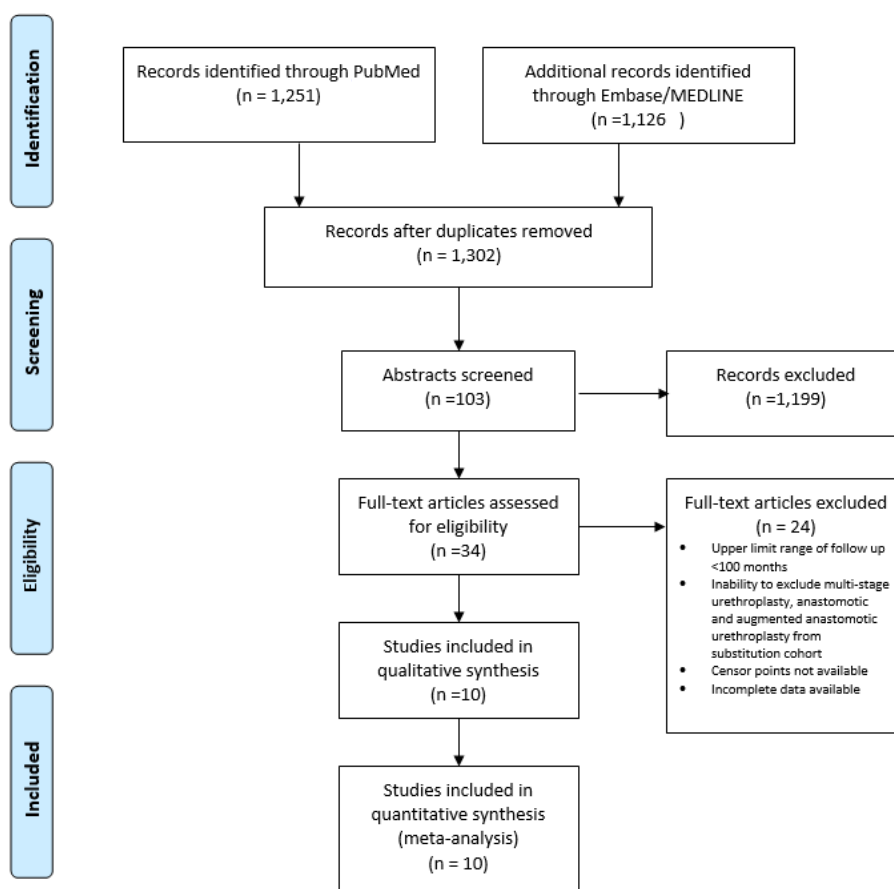 Identification
Records identified through PubMed
(n = 1,251)
Additional records identified
through Embase/MEDLINE
(n =1,126 )
Records after duplicates removed
(n = 1,302)
Screening
Abstracts screened
(n =103)
Records excluded
(n =1,199)
Eligibility
Full-text articles assessed
for eligibility
(n =34)
Full-text articles excluded
(n = 24)
• Upper limit range of follow up
<100 months
• Inability to exclude multi-stage
urethroplasty, anastomotic
and augmented anastomotic
urethroplasty from
substitution cohort
• Censor points not available
• Incomplete data available
Studies included in
qualitative synthesis
(n =10)
Included
Studies included in
quantitative synthesis
(meta-analysis)
(n = 10)